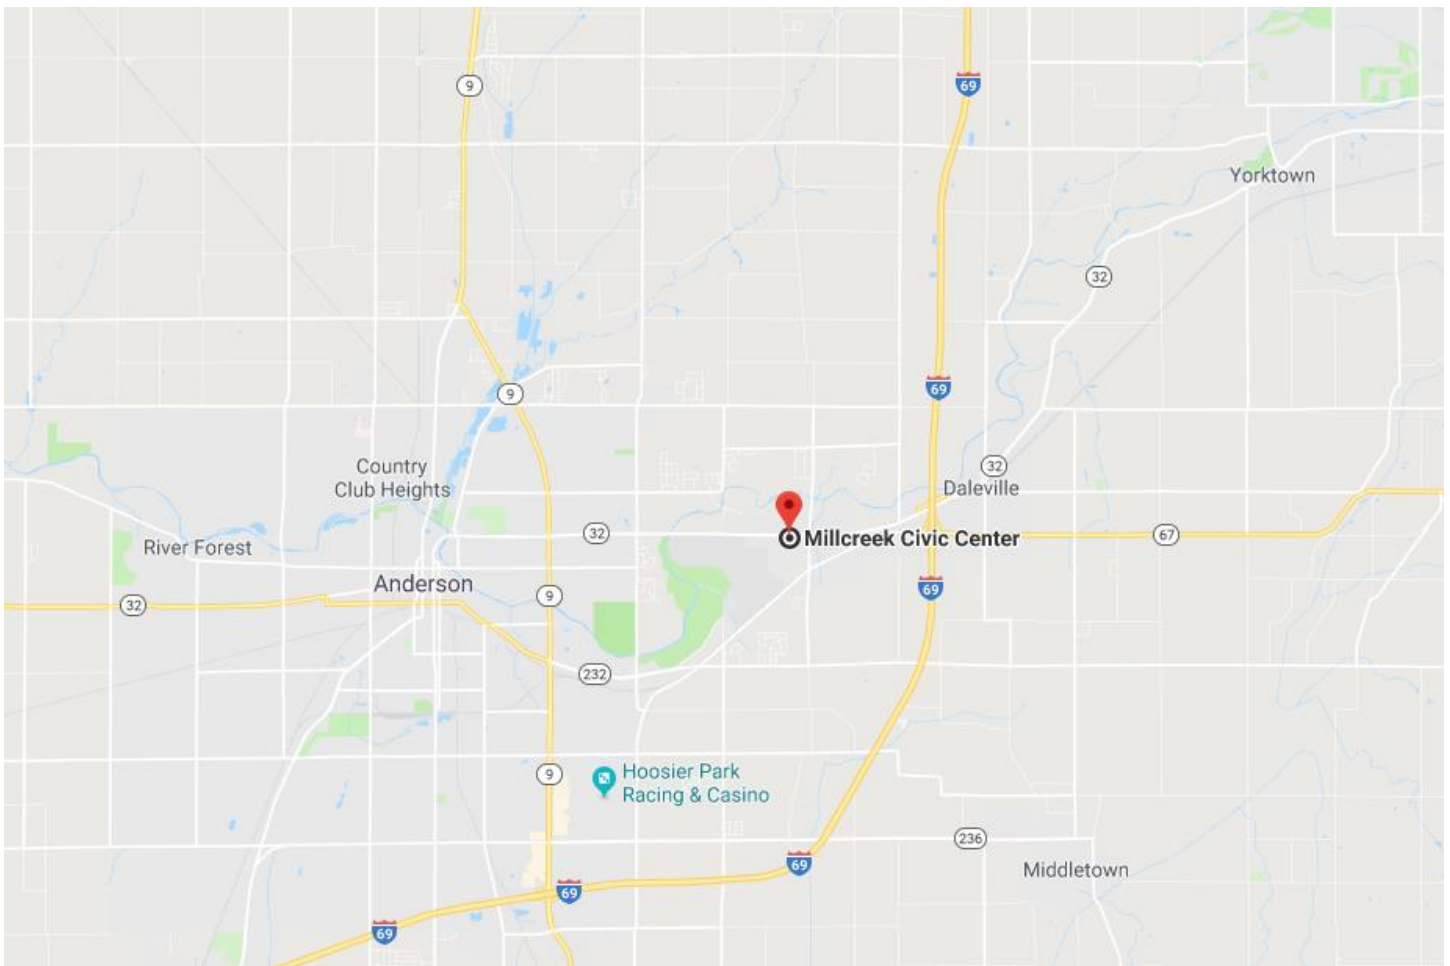 9
69
Yorktown
32
69
9
Country
Club Heights
32
Daleville
River Forest
32
Millcreek Civic Center
67
Anderson
32
9
69
232
Hoosier Park
Racing & Casino
9
236
69
Middletown
69
69